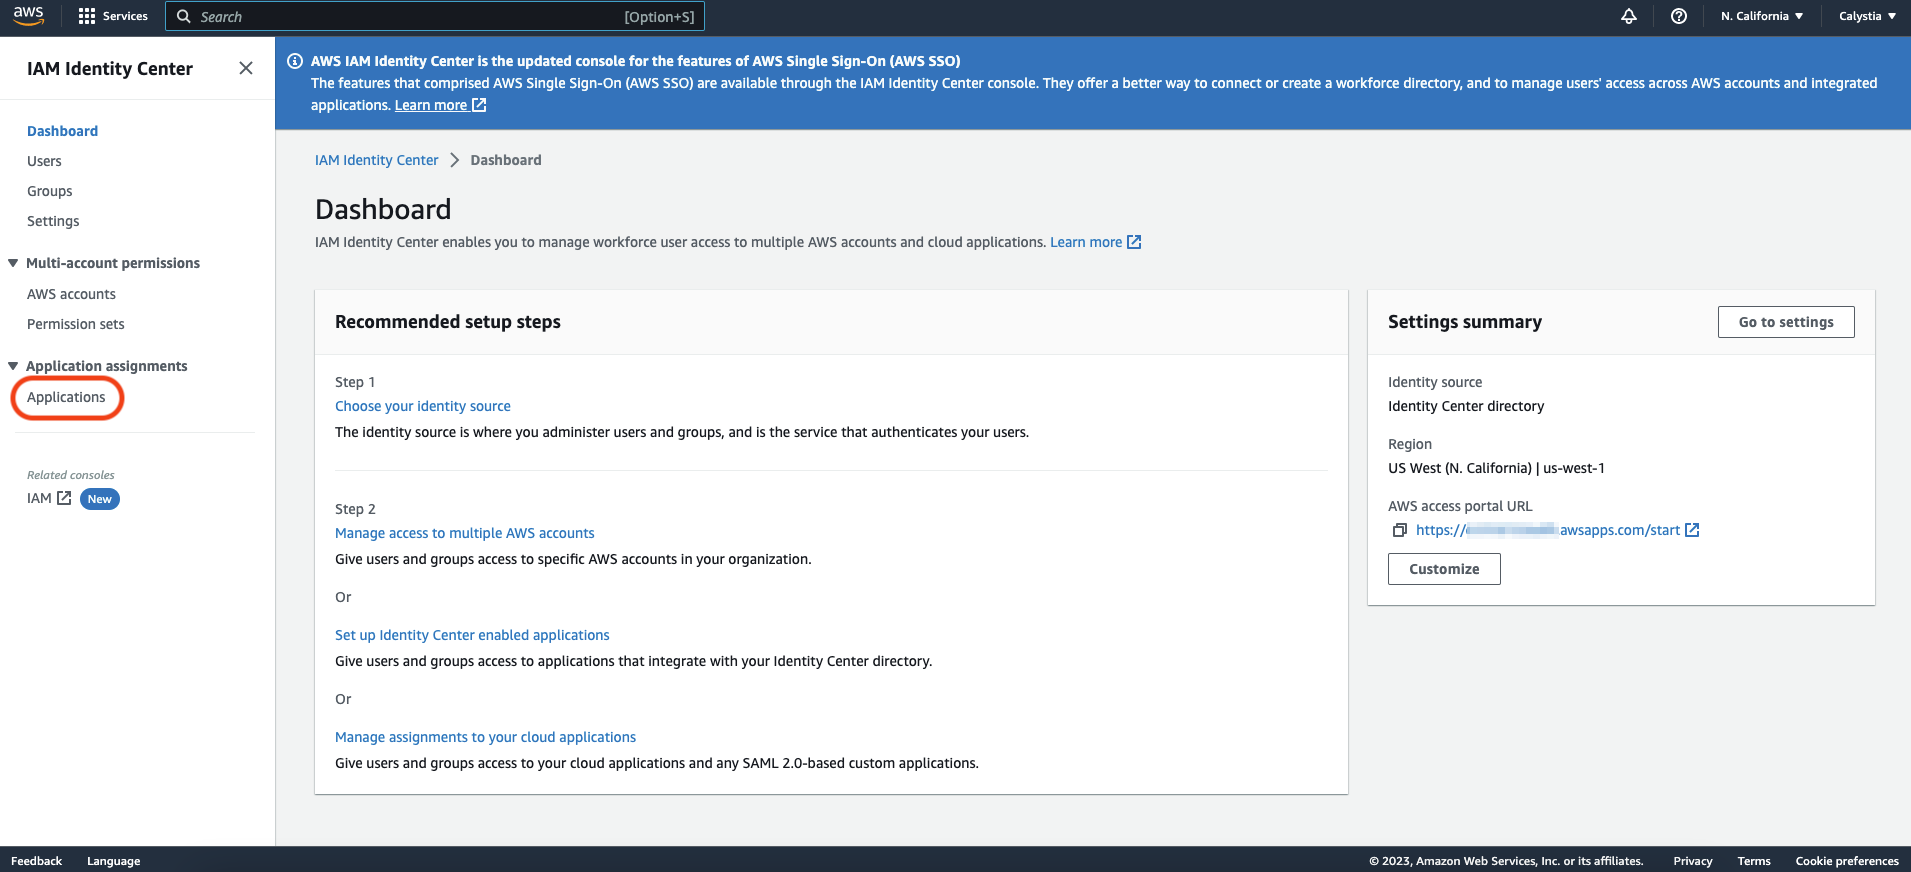 aws
Services
Search
[Option+S]
N. California
Calystia
IAM Identity Center
Dashboard
Users
Groups
Settings
Multi-account permissions
AWS accounts
Permission sets
Application assignments
Applications
Related consoles
IAM New
AWS IAM Identity Center is the updated console for the features of AWS Single Sign-On (AWS SSO)
The features that comprised AWS Single Sign-On (AWS SSO) are available through the IAM Identity Center console. They offer a better way to connect or create a workforce directory, and to manage users' access across AWS accounts and integrated
applications. Learn more
IAM Identity Center > Dashboard
Dashboard
IAM Identity Center enables you to manage workforce user access to multiple AWS accounts and cloud applications. Learn more
Recommended setup steps
Step 1
Choose your identity source
The identity source is where you administer users and groups, and is the service that authenticates your users.
Step 2
Manage access to multiple AWS accounts
Give users and groups access to specific AWS accounts in your organization.
Or
Set up Identity Center enabled applications
Give users and groups access to applications that integrate with your Identity Center directory.
Or
Manage assignments to your cloud applications
Give users and groups access to your cloud applications and any SAML 2.0-based custom applications.
Settings summary
Go to settings
Identity source
Identity Center directory
Region
US West (N. California) | us-west-1
AWS access portal URL
https:// awsapps.com/start
Customize
Feedback
Language
© 2023, Amazon Web Services, Inc. or its affiliates.
Privacy
Terms
Cookie preferences